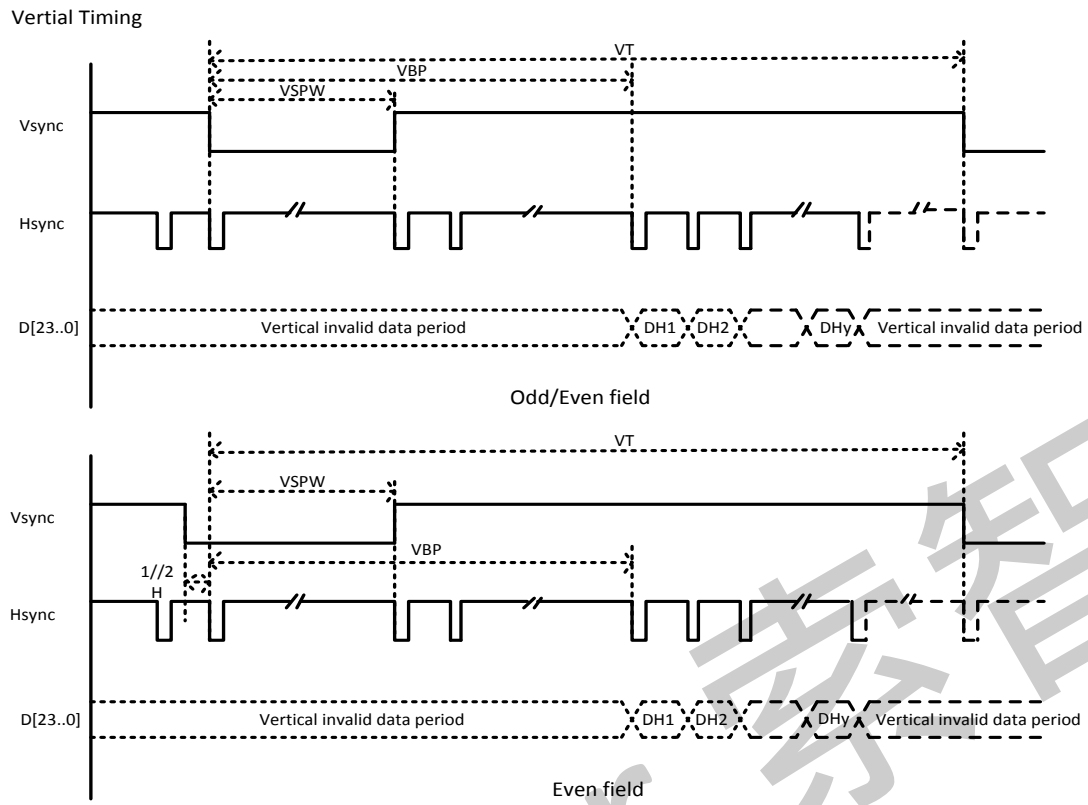 Vertial Timing
VT
VBP
VSPW
Vsync
Hsync
D[23..0]
Vertical invalid data period
DH1
DH2
DHy
Vertical invalid data period
Odd/Even field
VT
VSPW
Vsync
VBP
1//2
H
Hsync
D[23..0]
Vertical invalid data period
DH1
DH2
DHy
Vertical invalid data period
Even field
索智